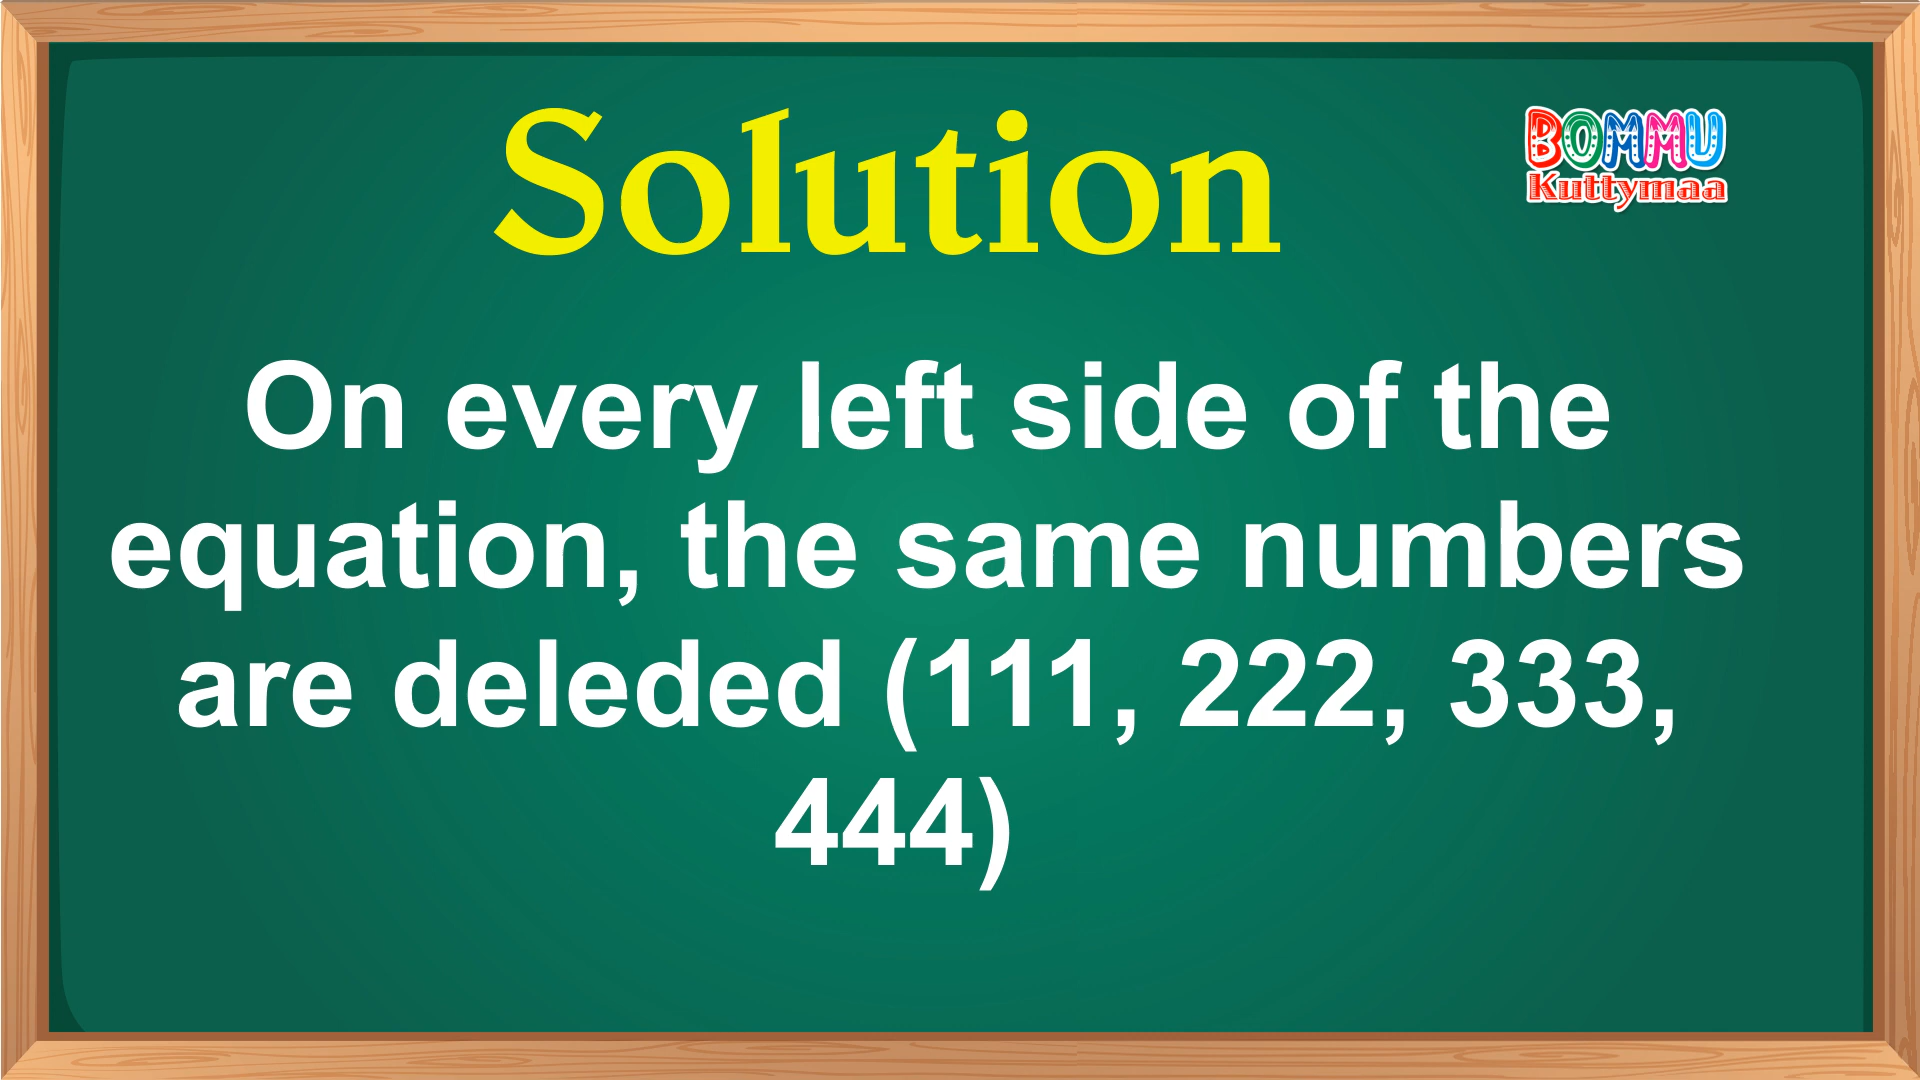 Solution
BOMMU
Kuttymaa
On every left side of the
equation, the same numbers
are deleded (111, 222, 333,
444)